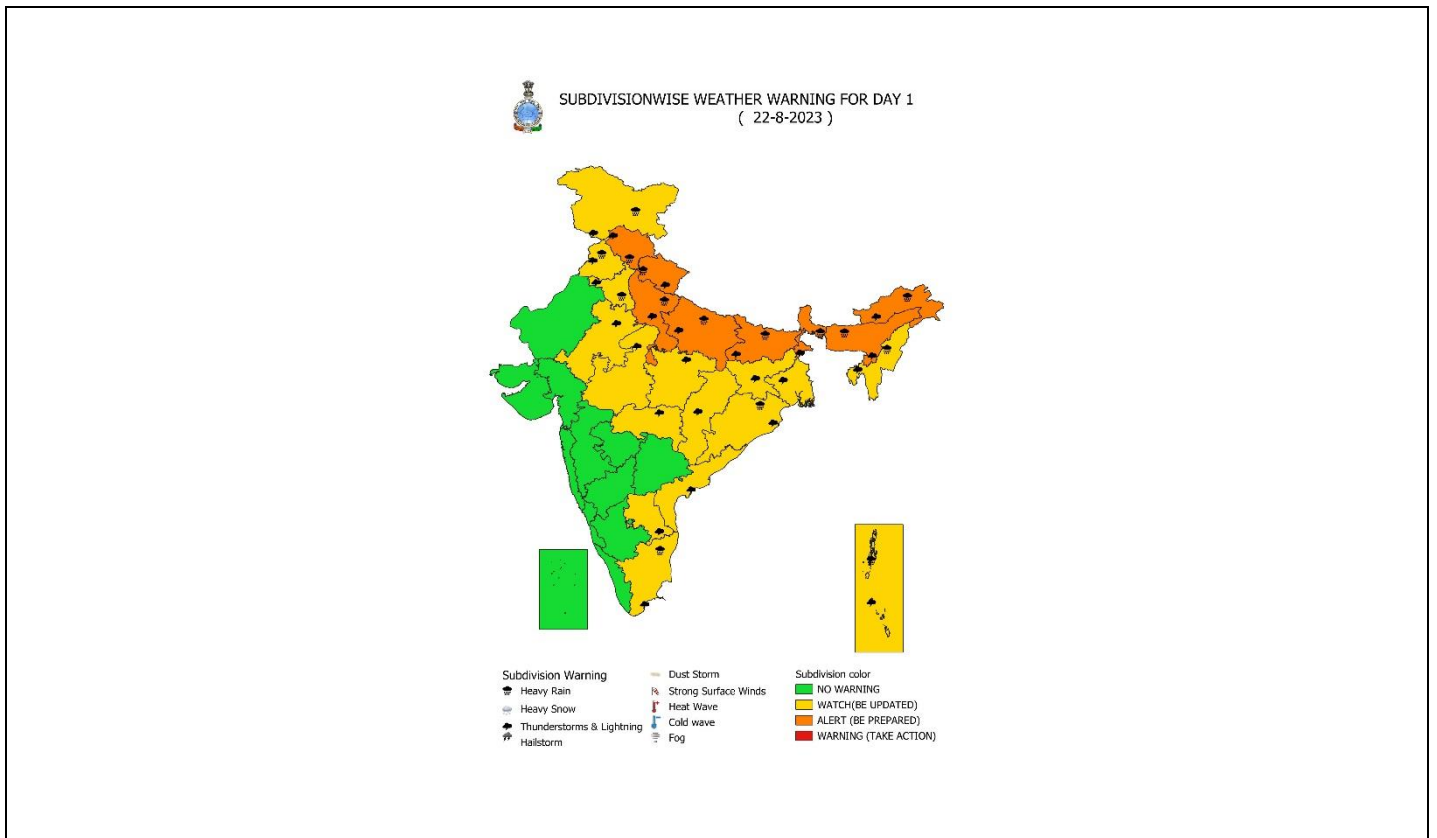 SUBDIVISIONWISE WEATHER WARNING FOR DAY 1
( 22-8-2023 )
Subdivision Warning
Heavy Rain
Heavy Snow
Thunderstorms & Lightning
Hailstorm
Dust Storm
Strong Surface Winds
Heat Wave
Cold wave
Fog
Subdivision color
NO WARNING
WATCH(BE UPDATED)
ALERT (BE PREPARED)
WARNING (TAKE ACTION)